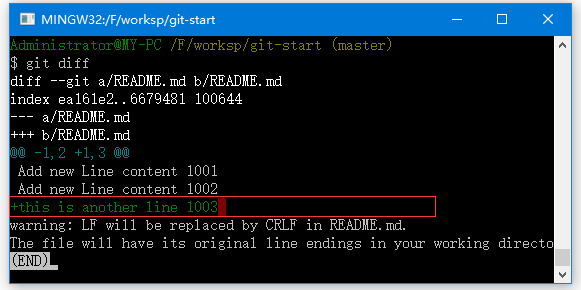 MINGW32:/F/worksp/git-start
Administrator@MY-PC /F/worksp/git-start (master)
$ git diff
diff --git a/README.md b/README.md
index ea161e2..6679481 100644
--- a/README.md
+++ b/README.md
@@ -1,2 +1,3 @@
 Add new Line content 1001
 Add new Line content 1002
+this is another line 1003
warning: LF will be replaced by CRLF in README.md.
The file will have its original line endings in your working directo
(END)